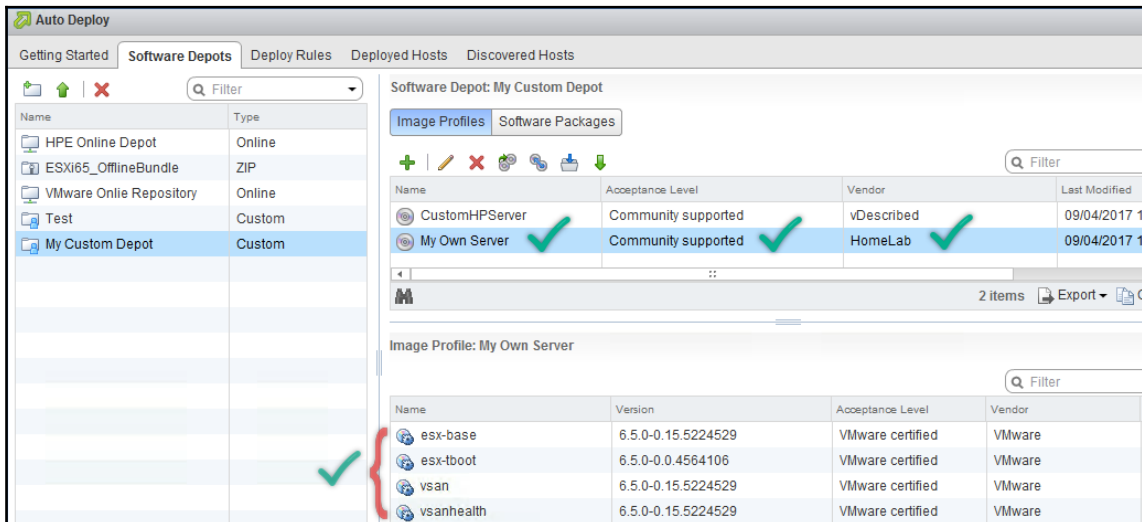 Auto Deploy
Getting Started Software Depots Deploy Rules Deployed Hosts Discovered Hosts
Filter
Name Type
HPE Online Depot Online
ESXi65_OfflineBundle ZIP
VMware Onlie Repository Online
Test Custom
My Custom Depot Custom
Software Depot: My Custom Depot
Image Profiles Software Packages
Filter
Name Acceptance Level Vendor Last Modified
CustomHPServer Community supported vDescribed 09/04/2017 1
My Own Server Community supported HomeLab 09/04/2017 1
2 items Export
Image Profile: My Own Server
Filter
Name Version Acceptance Level Vendor
esx-base 6.5.0-0.15.5224529 VMware certified VMware
esx-tboot 6.5.0-0.0.4564106 VMware certified VMware
vsan 6.5.0-0.15.5224529 VMware certified VMware
vsanhealth 6.5.0-0.15.5224529 VMware certified VMware